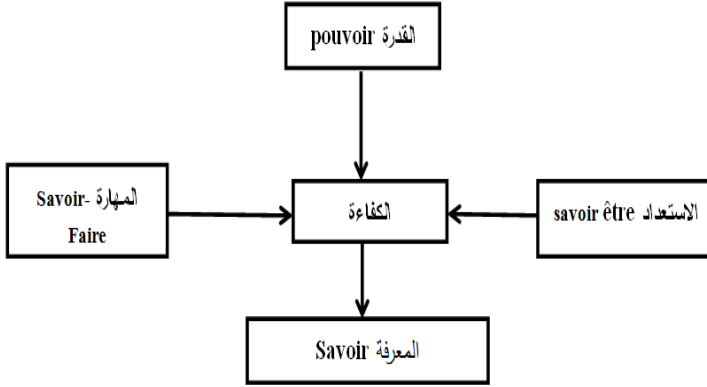 القدرة pouvoir
المهارة Savoir-
Faire
الكفاءة
الاستعداد savoir être
المعرفة Savoir